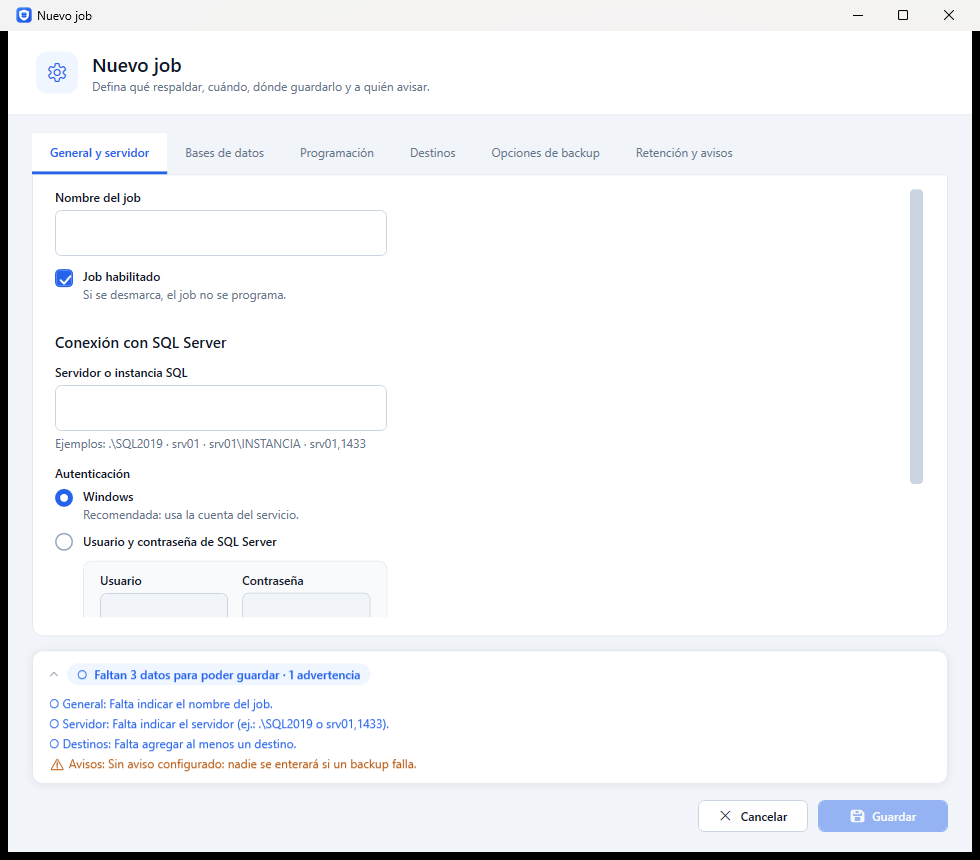 Nuevo job
Nuevo job
Defina qué respaldar, cuándo, dónde guardarlo y a quién avisar.
General y servidor
Bases de datos
Programación
Destinos
Opciones de backup
Retención y avisos
Nombre del job
Job habilitado
Si se desmarca, el job no se programa.
Conexión con SQL Server
Servidor o instancia SQL
Ejemplos: .\SQL2019 · srv01 · srv01\INSTANCIA · srv01,1433
Autenticación
Windows
Recomendada: usa la cuenta del servicio.
Usuario y contraseña de SQL Server
Usuario
Contraseña
Faltan 3 datos para poder guardar · 1 advertencia
General: Falta indicar el nombre del job.
Servidor: Falta indicar el servidor (ej.: .\SQL2019 o srv01,1433).
Destinos: Falta agregar al menos un destino.
Avisos: Sin aviso configurado: nadie se enterará si un backup falla.
Cancelar
Guardar